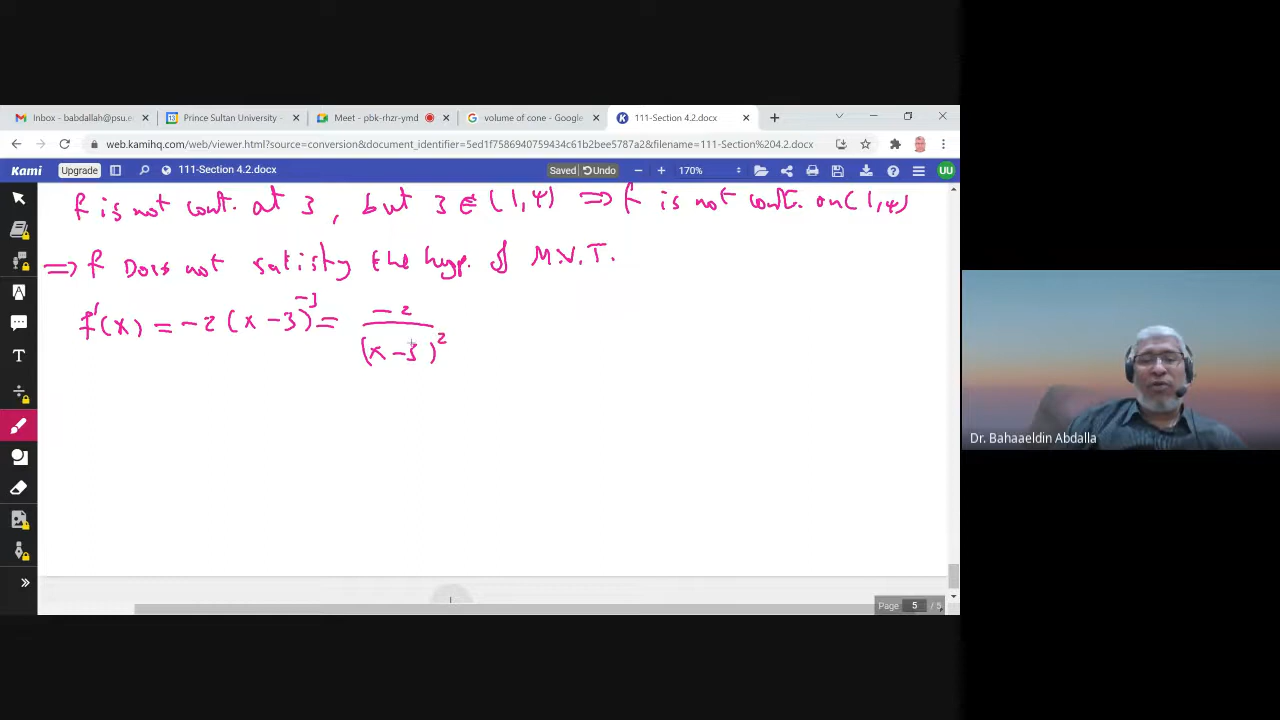 Inbox - babdallah@psu.e
Prince Sultan University -
Meet - pbk-rhzr-ymd
volume of cone - Google
111-Section 4.2.docx
web.kamihq.com/web/viewer.html?source=conversion&document_identifier=5ed1f7586940759434d61b2bee5787a2&filename=111-Section%204.2.docx
Kami Upgrade 111-Section 4.2.docx Saved Undo 170% UU
f is not cont. at 3, but 3 ∈ (1,4) ⟹ f is not cont. on (1,4)
⟹ f Does not satisfy the hyp. of M.V.T.
f'(x) = -2(x-3)^-3 = -2/(x-3)^2
Dr. Bahaaeldin Abdalla
Page 5 / 5